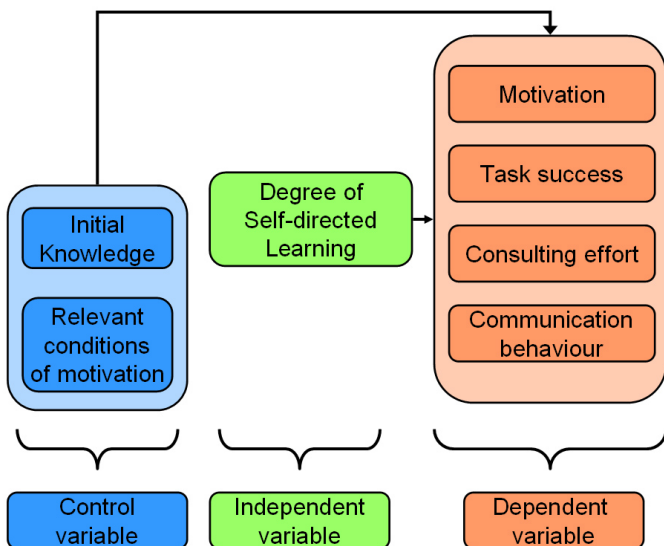 Motivation
Task success
Consulting effort
Communication
behaviour
Degree of
Self-directed
Learning
Initial
Knowledge
Relevant
conditions
of motivation
Control
variable
Independent
variable
Dependent
variable